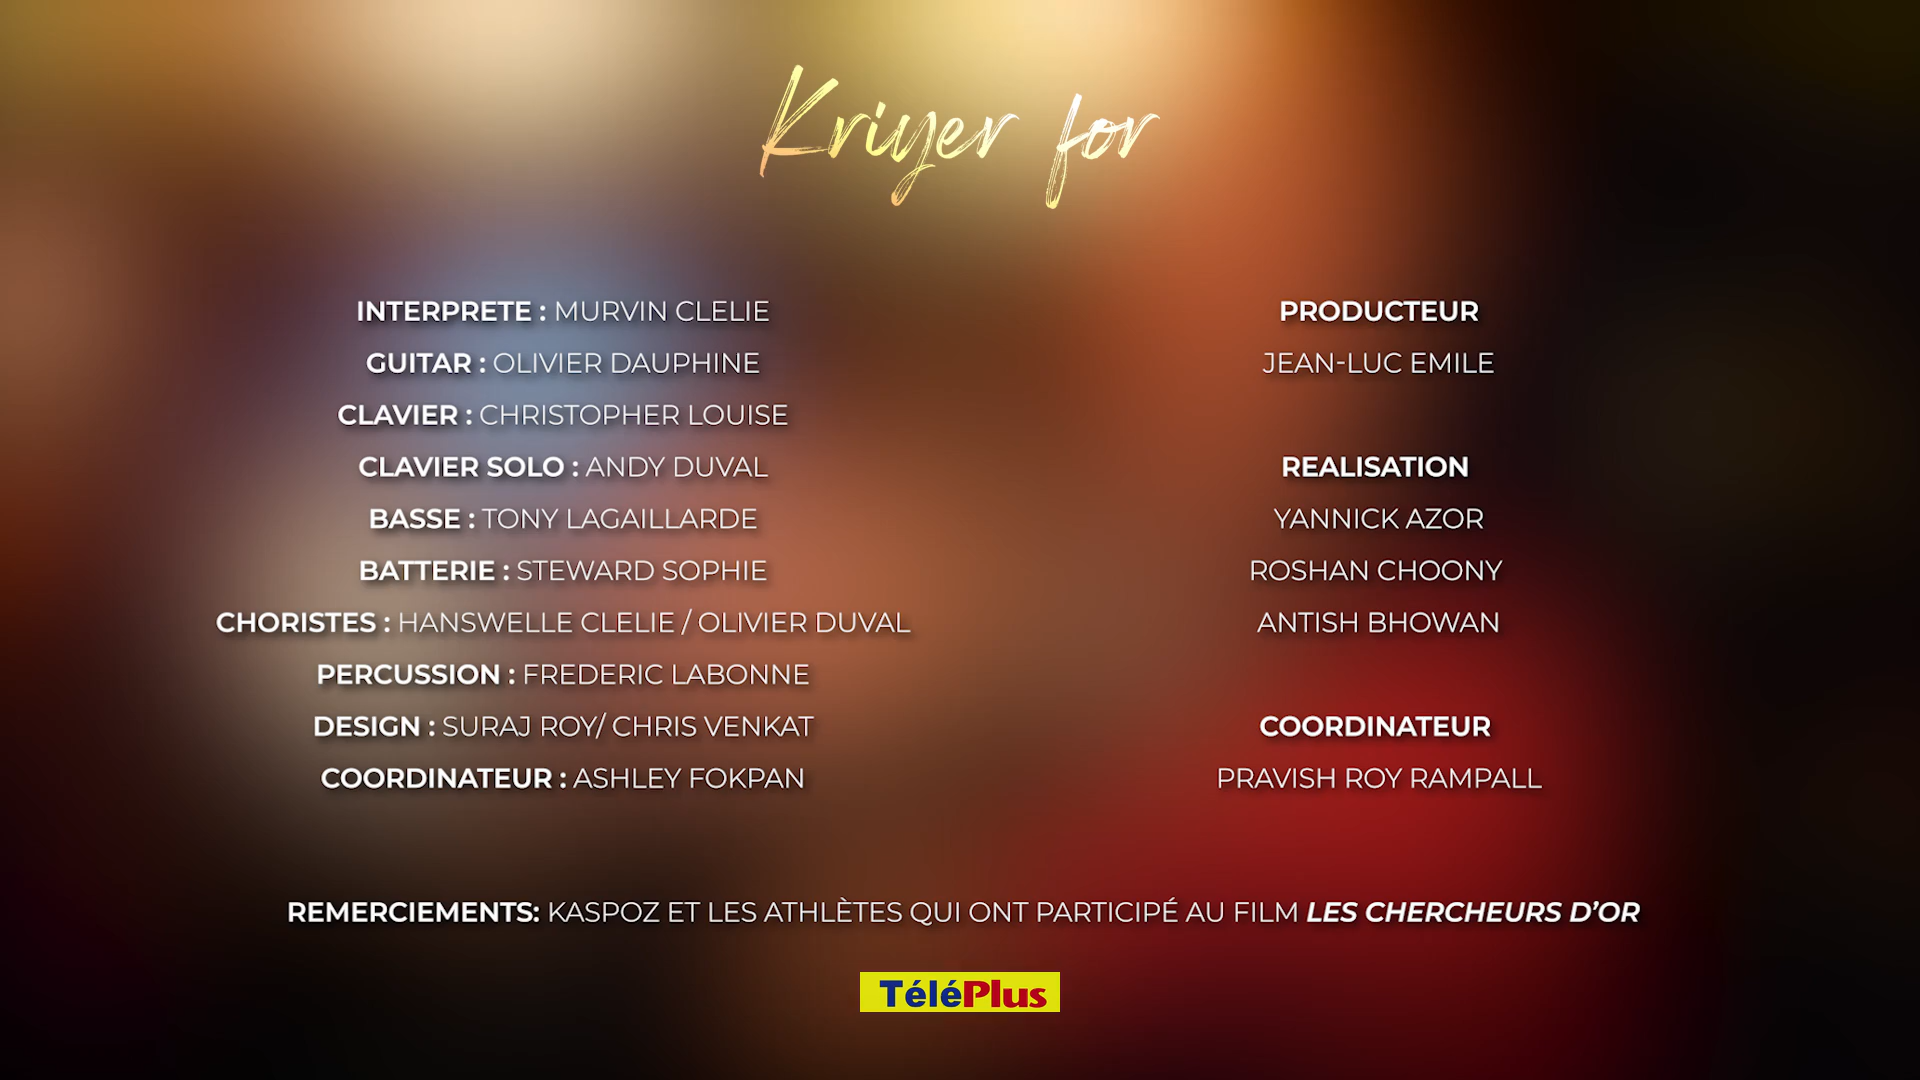 Kriyer for
INTERPRETE : MURVIN CLELIE
GUITAR : OLIVIER DAUPHINE
CLAVIER : CHRISTOPHER LOUISE
CLAVIER SOLO : ANDY DUVAL
BASSE : TONY LAGAILLARDE
BATTERIE : STEWARD SOPHIE
CHORISTES : HANSWELLE CLELIE / OLIVIER DUVAL
PERCUSSION : FREDERIC LABONNE
DESIGN : SURAJ ROY/ CHRIS VENKAT
COORDINATEUR : ASHLEY FOKPAN
PRODUCTEUR
JEAN-LUC EMILE
REALISATION
YANNICK AZOR
ROSHAN CHOONY
ANTISH BHOWAN
COORDINATEUR
PRAVISH ROY RAMPALL
REMERCIEMENTS: KASPOZ ET LES ATHLÈTES QUI ONT PARTICIPÉ AU FILM LES CHERCHEURS D’OR
TéléPlus